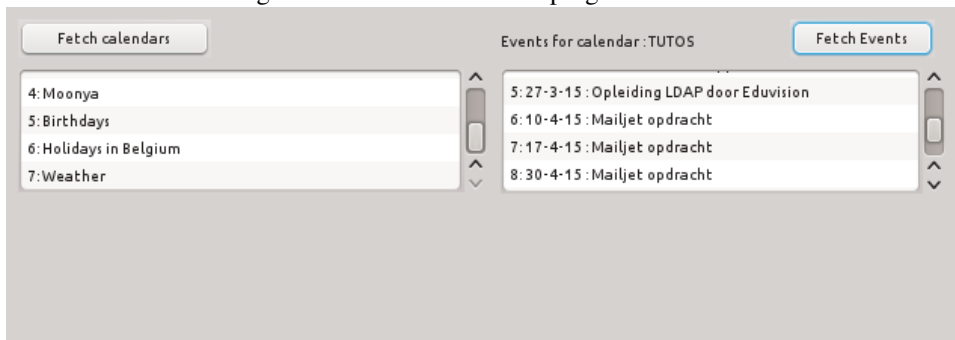 Fetch calendars
Events for calendar :TUTOS
Fetch Events
4: Moonya
5: Birthdays
6: Holidays in Belgium
7: Weather
5: 27-3-15 : Opleiding LDAP door Eduvision
6: 10-4-15 : Mailjet opdracht
7: 17-4-15 : Mailjet opdracht
8: 30-4-15 : Mailjet opdracht